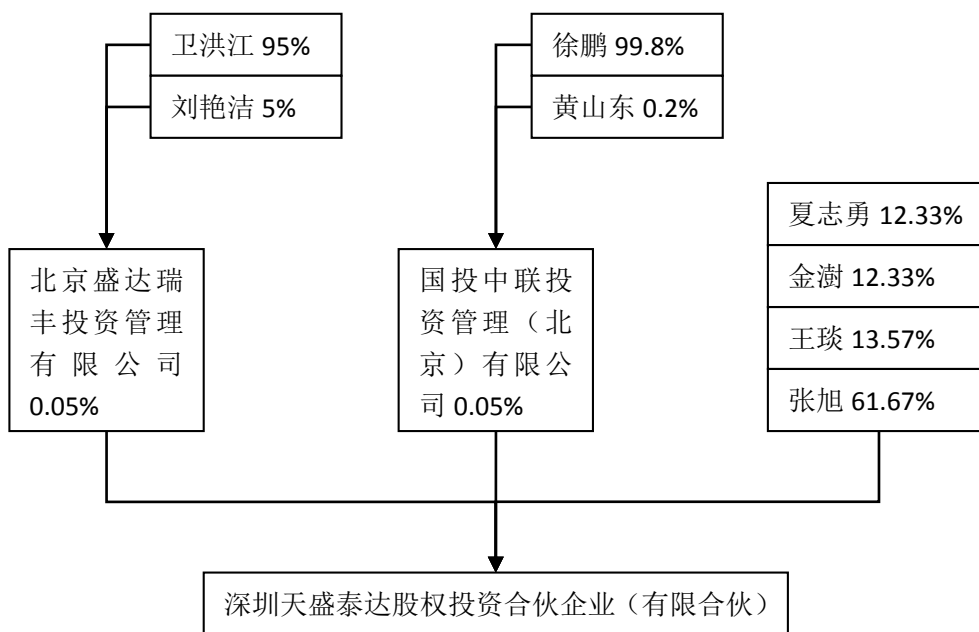 卫洪江 95%
刘艳洁 5%
徐鹏 99.8%
黄山东 0.2%
夏志勇 12.33%
金澍 12.33%
王琰 13.57%
张旭 61.67%
北京盛达瑞
丰投资管理
有限公司
0.05%
国投中联投
资管理（北
京）有限公
司 0.05%
深圳天盛泰达股权投资合伙企业（有限合伙）